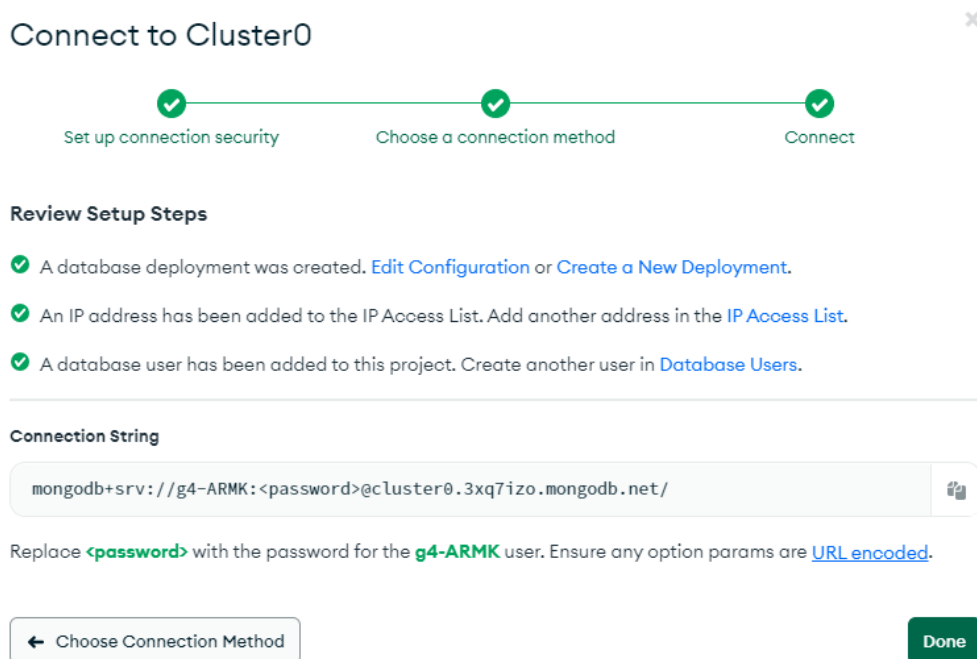 Connect to Cluster0
Set up connection security
Choose a connection method
Connect
Review Setup Steps
A database deployment was created. Edit Configuration or Create a New Deployment.
An IP address has been added to the IP Access List. Add another address in the IP Access List.
A database user has been added to this project. Create another user in Database Users.
Connection String
mongodb+srv://g4-ARMK:<password>@cluster0.3xq7izo.mongodb.net/
Replace <password> with the password for the g4-ARMK user. Ensure any option params are URL encoded.
Choose Connection Method
Done